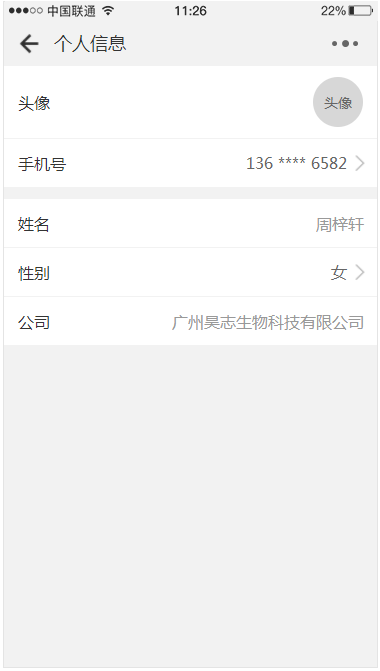 中国联通 11:26 22%
个人信息
头像 头像
手机号 136 **** 6582
姓名 周梓轩
性别 女
公司 广州昊志生物科技有限公司